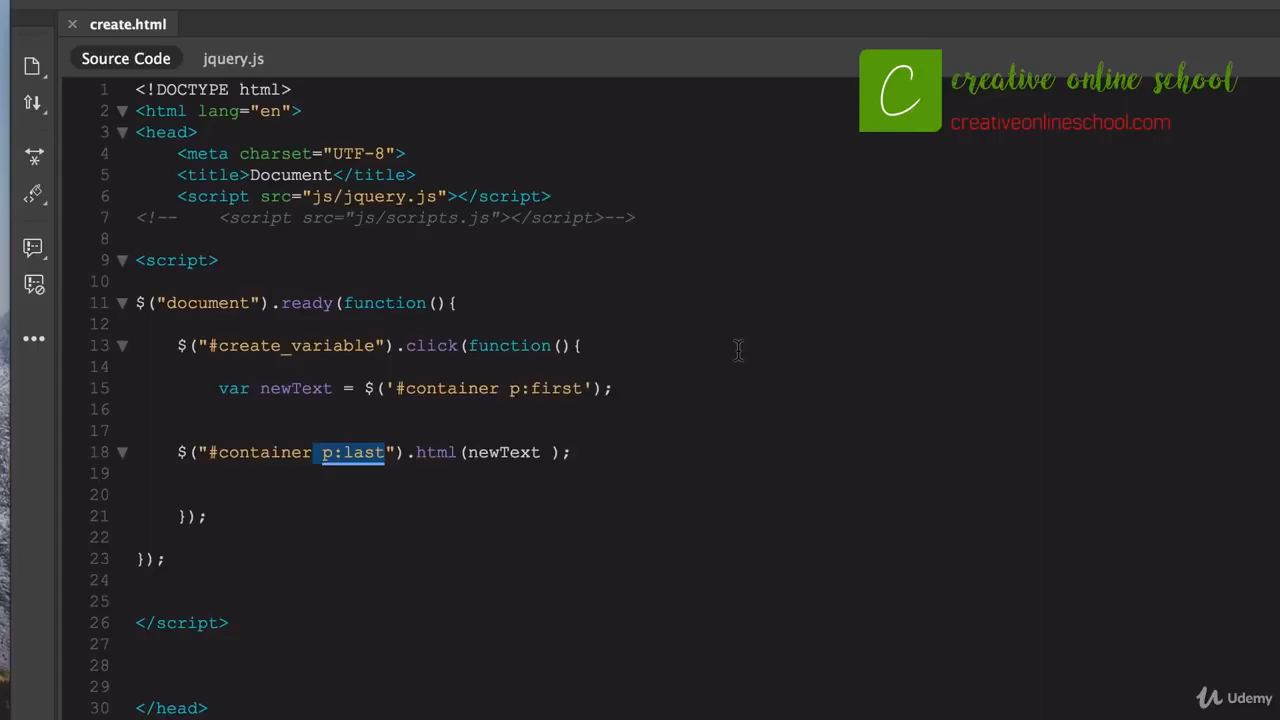 create.html
Source Code jquery.js
C creative online school
creativeonlineschool.com
1 <!DOCTYPE html>
2 <html lang="en">
3 <head>
4 <meta charset="UTF-8">
5 <title>Document</title>
6 <script src="js/jquery.js"></script>
7 <!-- <script src="js/scripts.js"></script>-->
8
9 <script>
10
11 $("document").ready(function(){
12
13 $("#create_variable").click(function(){
14
15 var newText = $('#container p:first');
16
17
18 $("#container p:last").html(newText );
19
20
21 });
22
23 });
24
25
26 </script>
27
28
29
30 </head>
Udemy